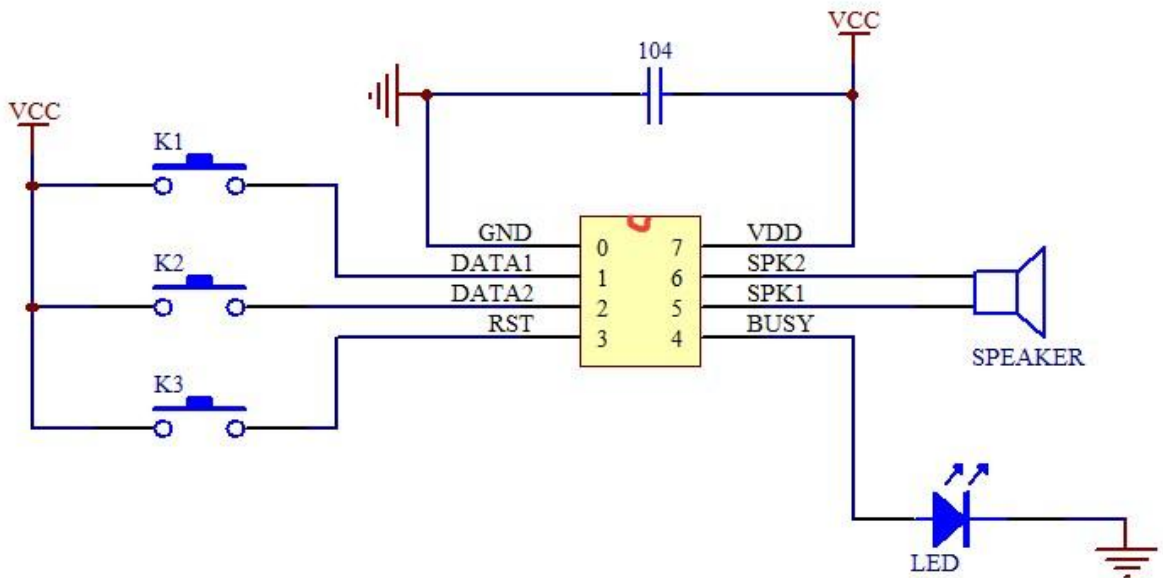 VCC
104
VCC
K1
GND 0 7 VDD
K2
DATA1 1 6 SPK2
DATA2 2 5 SPK1
RST 3 4 BUSY
SPEAKER
K3
LED